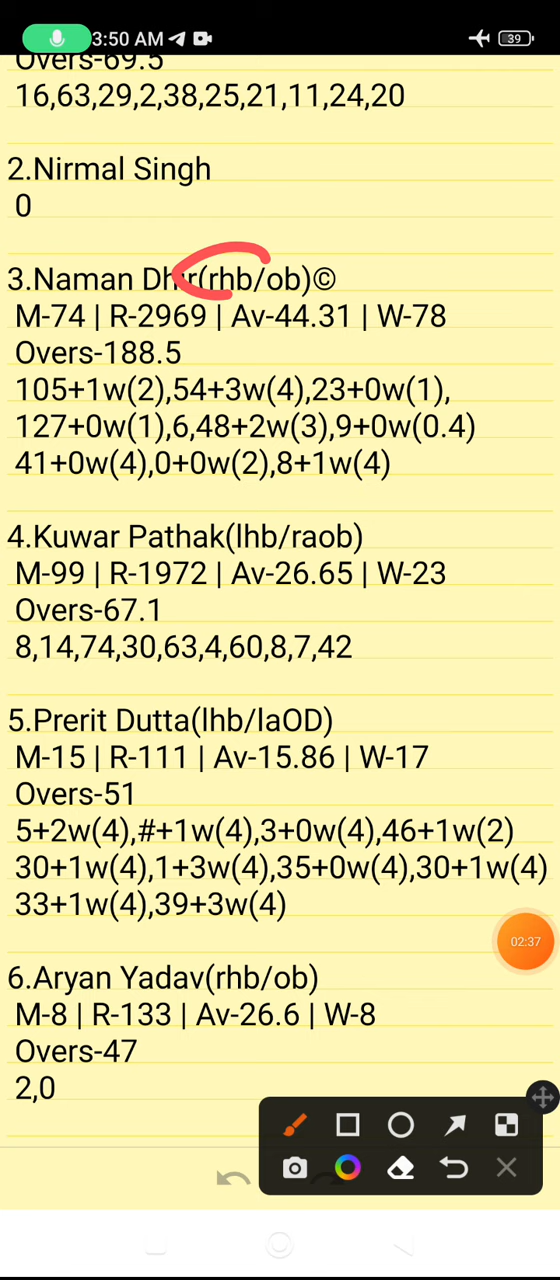 3:50 AM
39
Overs-69.5
16,63,29,2,38,25,21,11,24,20
2.Nirmal Singh
0
3.Naman Dhir(rhb/ob)©
M-74 | R-2969 | Av-44.31 | W-78
Overs-188.5
105+1w(2),54+3w(4),23+0w(1),
127+0w(1),6,48+2w(3),9+0w(0.4)
41+0w(4),0+0w(2),8+1w(4)
4.Kuwar Pathak(lhb/raob)
M-99 | R-1972 | Av-26.65 | W-23
Overs-67.1
8,14,74,30,63,4,60,8,7,42
5.Prerit Dutta(lhb/laOD)
M-15 | R-111 | Av-15.86 | W-17
Overs-51
5+2w(4),#+1w(4),3+0w(4),46+1w(2)
30+1w(4),1+3w(4),35+0w(4),30+1w(4)
33+1w(4),39+3w(4)
02:37
6.Aryan Yadav(rhb/ob)
M-8 | R-133 | Av-26.6 | W-8
Overs-47
2,0